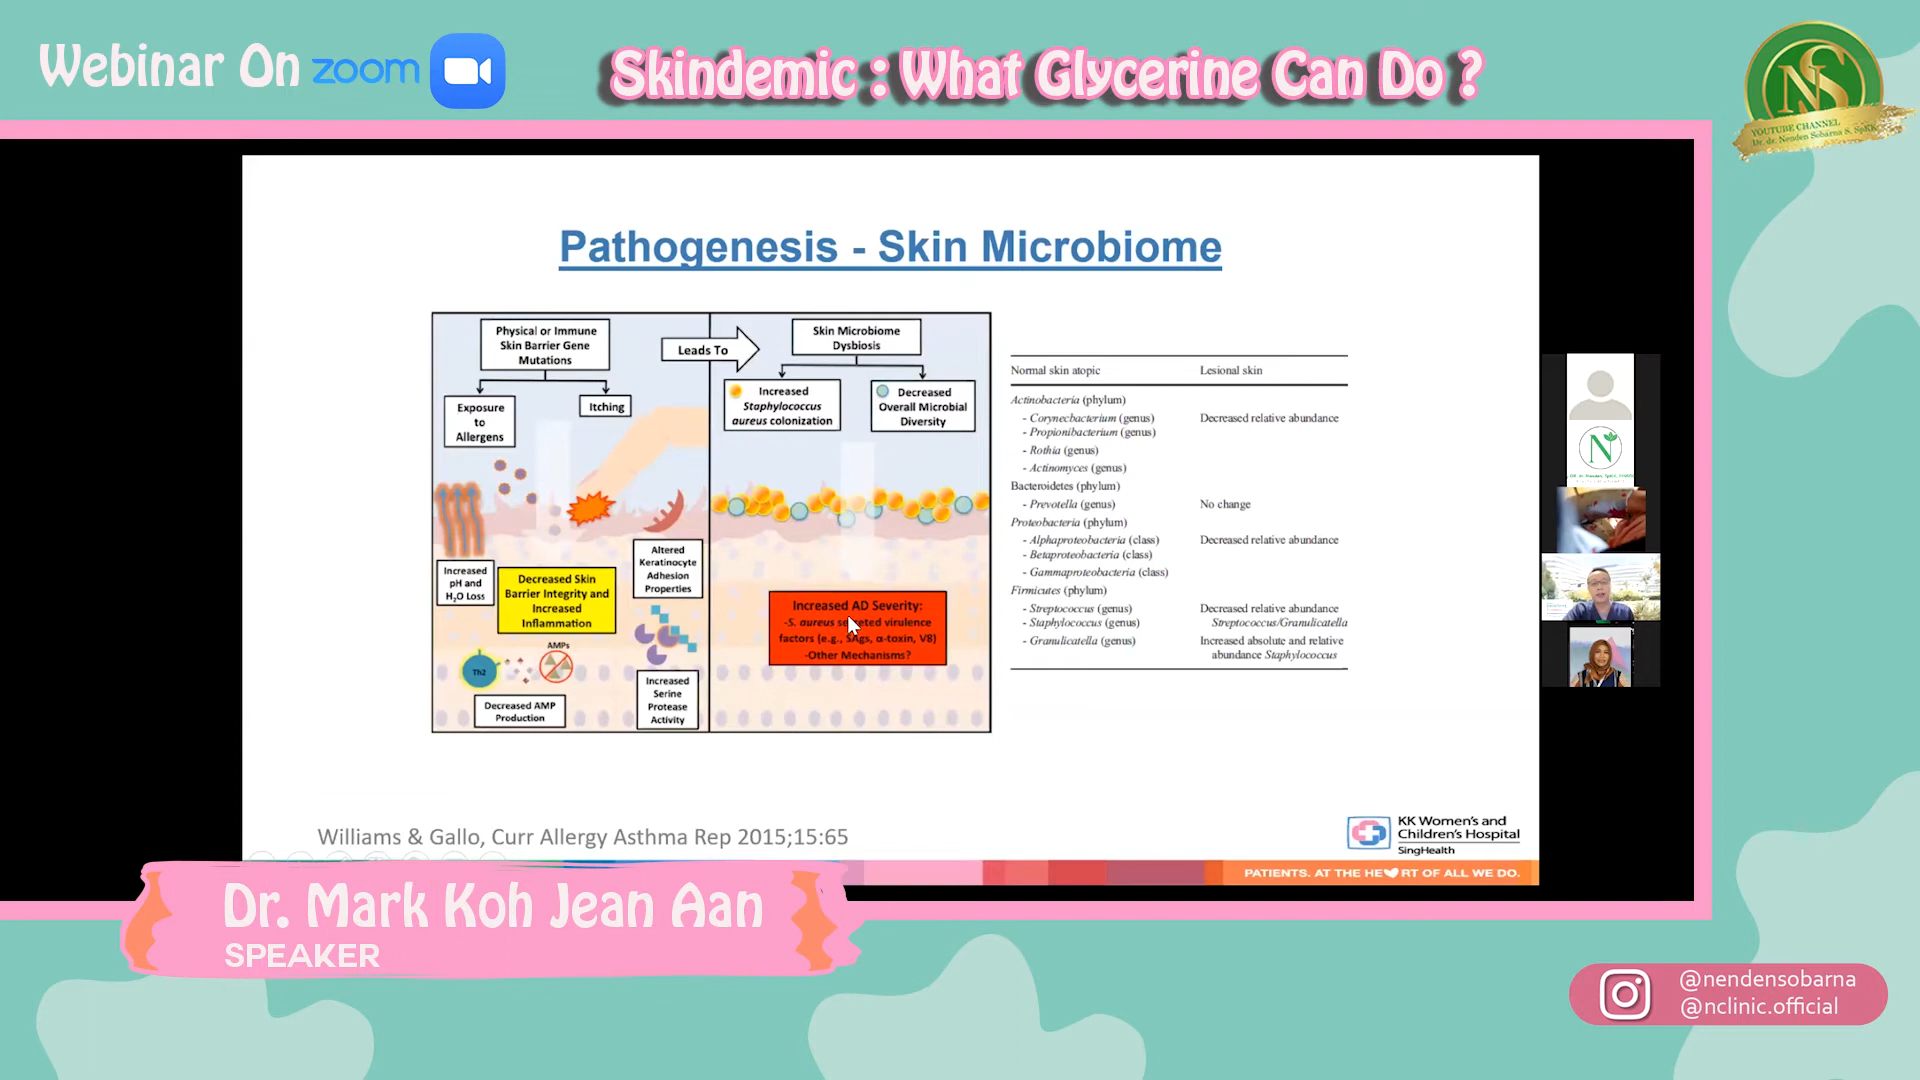 Webinar On zoom
Skindemic : What Glycerine Can Do ?
NS
YOUTUBE CHANNEL
Dr. dr. Nenden Sobarna S, SpKK,
Pathogenesis - Skin Microbiome
Physical or Immune
Skin Barrier Gene
Mutations
Exposure
to
Allergens
Itching
Leads To
Skin Microbiome
Dysbiosis
Increased
Staphylococcus
aureus colonization
Decreased
Overall Microbial
Diversity
Increased
pH and
H₂O Loss
Decreased Skin
Barrier Integrity and
Increased
Inflammation
Altered
Keratinocyte
Adhesion
Properties
AMPs
Th2
Decreased AMP
Production
Increased
Serine
Protease
Activity
Increased AD Severity:
-S. aureus secreted virulence
factors (e.g., SAgs, α-toxin, V8)
-Other Mechanisms?
Normal skin atopic Lesional skin
Actinobacteria (phylum)
- Corynecbacterium (genus) Decreased relative abundance
- Propionibacterium (genus)
- Rothia (genus)
- Actinomyces (genus)
Bacteroidetes (phylum)
- Prevotella (genus) No change
Proteobacteria (phylum)
- Alphaproteobacteria (class) Decreased relative abundance
- Betaproteobacteria (class)
- Gammaproteobacteria (class)
Firmicutes (phylum)
- Streptococcus (genus) Decreased relative abundance
- Staphylococcus (genus) Streptococcus/Granulicatella
- Granulicatella (genus) Increased absolute and relative
abundance Staphylococcus
Williams & Gallo, Curr Allergy Asthma Rep 2015;15:65
KK Women's and
Children's Hospital
SingHealth
PATIENTS. AT THE HE RT OF ALL WE DO.
N
Dr. Mark Koh Jean Aan
SPEAKER
@nendensobarna
@nclinic.official